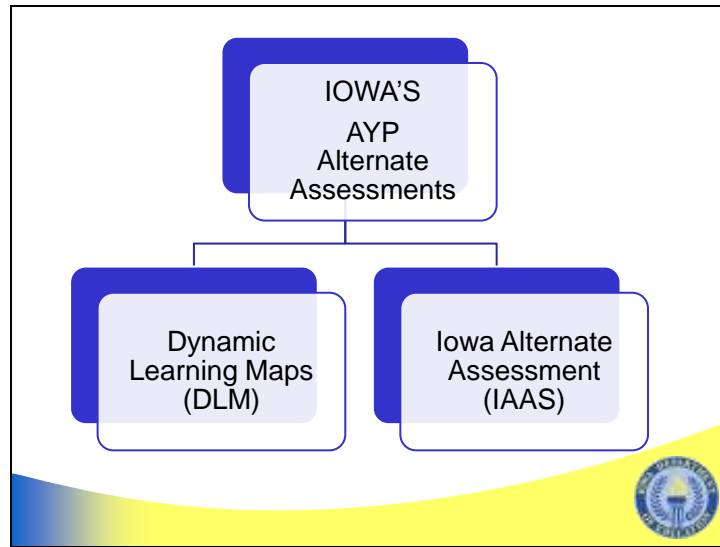 IOWA'S
AYP
Alternate
Assessments
Dynamic
Learning Maps
(DLM)
Iowa Alternate
Assessment
(IAAS)